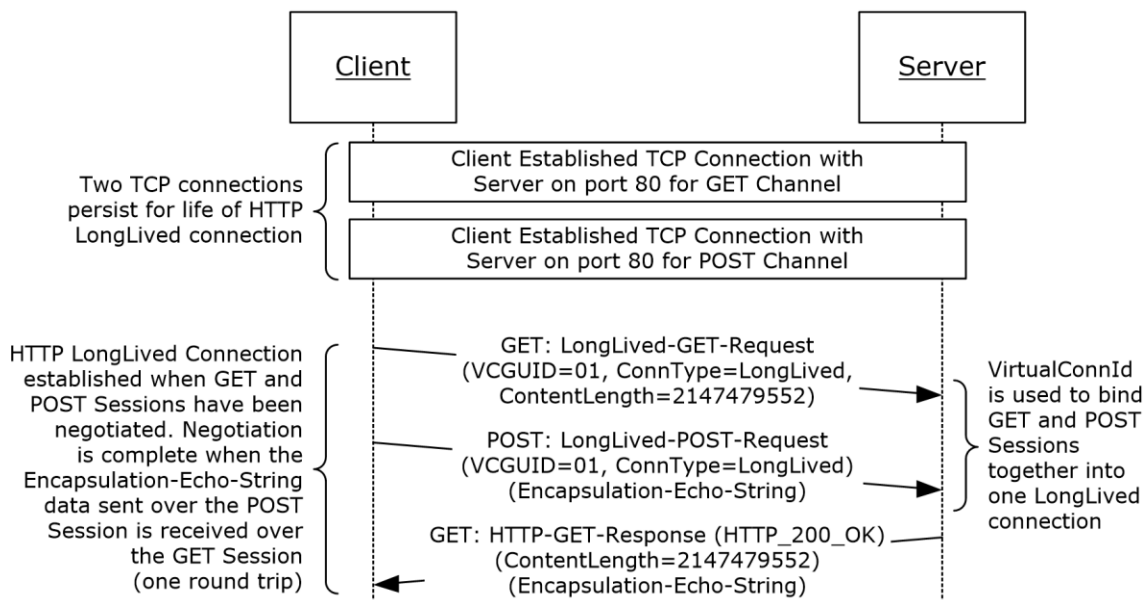 Client
Server
Two TCP connections
persist for life of HTTP
LongLived connection
Client Established TCP Connection with
Server on port 80 for GET Channel
Client Established TCP Connection with
Server on port 80 for POST Channel
HTTP LongLived Connection
established when GET and
POST Sessions have been
negotiated. Negotiation
is complete when the
Encapsulation-Echo-String
data sent over the POST
Session is received over
the GET Session
(one round trip)
GET: LongLived-GET-Request
(VCGUID=01, ConnType=LongLived,
ContentLength=2147479552)
POST: LongLived-POST-Request
(VCGUID=01, ConnType=LongLived)
(Encapsulation-Echo-String)
GET: HTTP-GET-Response (HTTP_200_OK)
(ContentLength=2147479552)
(Encapsulation-Echo-String)
VirtualConnId
is used to bind
GET and POST
Sessions
together into
one LongLived
connection